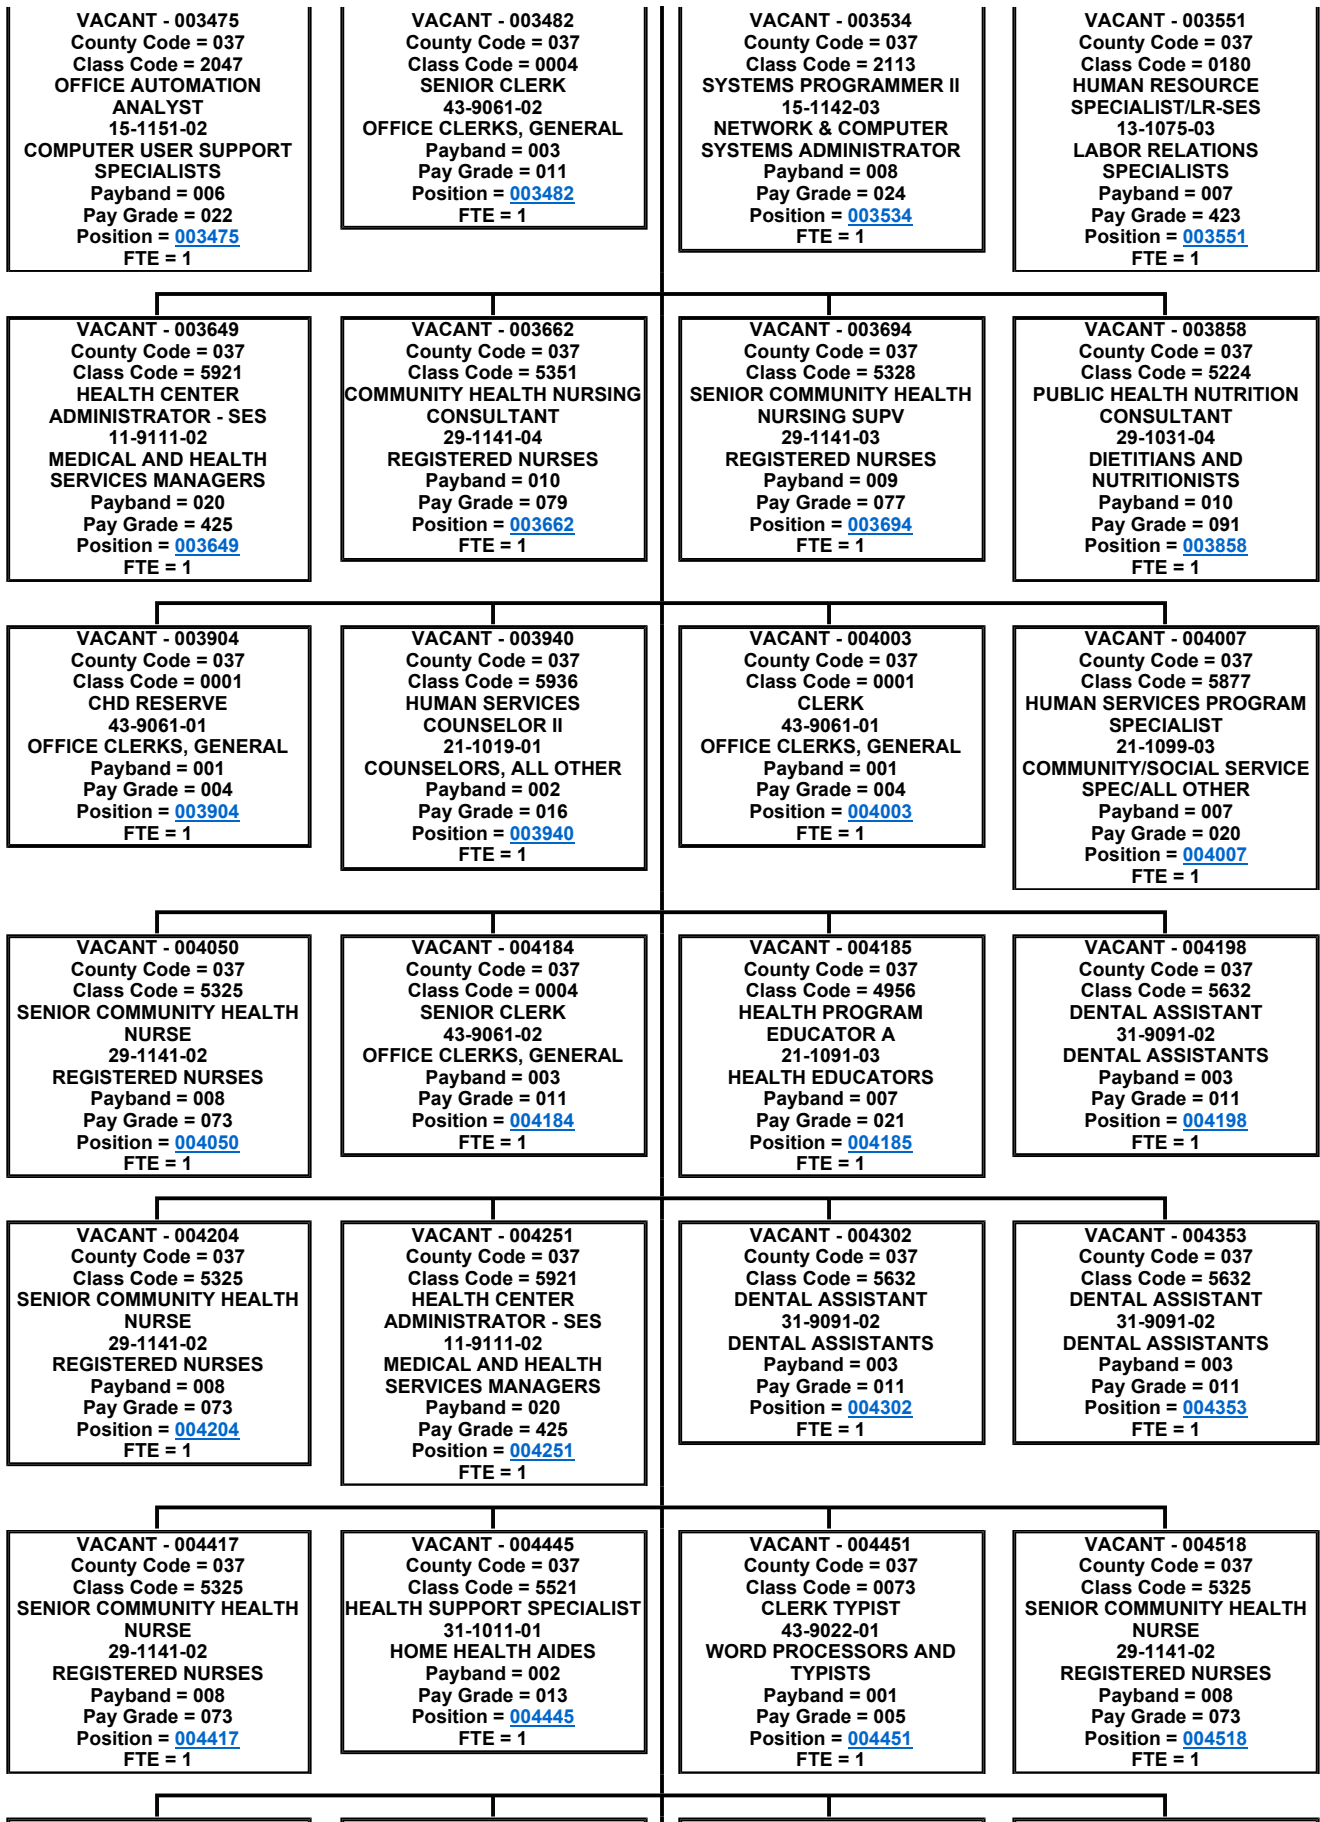 VACANT - 003475
County Code = 037
Class Code = 2047
OFFICE AUTOMATION
ANALYST
15-1151-02
COMPUTER USER SUPPORT
SPECIALISTS
Payband = 006
Pay Grade = 022
Position = 003475
FTE = 1
VACANT - 003482
County Code = 037
Class Code = 0004
SENIOR CLERK
43-9061-02
OFFICE CLERKS, GENERAL
Payband = 003
Pay Grade = 011
Position = 003482
FTE = 1
VACANT - 003534
County Code = 037
Class Code = 2113
SYSTEMS PROGRAMMER II
15-1142-03
NETWORK & COMPUTER
SYSTEMS ADMINISTRATOR
Payband = 008
Pay Grade = 024
Position = 003534
FTE = 1
VACANT - 003551
County Code = 037
Class Code = 0180
HUMAN RESOURCE
SPECIALIST/LR-SES
13-1075-03
LABOR RELATIONS
SPECIALISTS
Payband = 007
Pay Grade = 423
Position = 003551
FTE = 1
VACANT - 003649
County Code = 037
Class Code = 5921
HEALTH CENTER
ADMINISTRATOR - SES
11-9111-02
MEDICAL AND HEALTH
SERVICES MANAGERS
Payband = 020
Pay Grade = 425
Position = 003649
FTE = 1
VACANT - 003662
County Code = 037
Class Code = 5351
COMMUNITY HEALTH NURSING
CONSULTANT
29-1141-04
REGISTERED NURSES
Payband = 010
Pay Grade = 079
Position = 003662
FTE = 1
VACANT - 003694
County Code = 037
Class Code = 5328
SENIOR COMMUNITY HEALTH
NURSING SUPV
29-1141-03
REGISTERED NURSES
Payband = 009
Pay Grade = 077
Position = 003694
FTE = 1
VACANT - 003858
County Code = 037
Class Code = 5224
PUBLIC HEALTH NUTRITION
CONSULTANT
29-1031-04
DIETITIANS AND
NUTRITIONISTS
Payband = 010
Pay Grade = 091
Position = 003858
FTE = 1
VACANT - 003904
County Code = 037
Class Code = 0001
CHD RESERVE
43-9061-01
OFFICE CLERKS, GENERAL
Payband = 001
Pay Grade = 004
Position = 003904
FTE = 1
VACANT - 003940
County Code = 037
Class Code = 5936
HUMAN SERVICES
COUNSELOR II
21-1019-01
COUNSELORS, ALL OTHER
Payband = 002
Pay Grade = 016
Position = 003940
FTE = 1
VACANT - 004003
County Code = 037
Class Code = 0001
CLERK
43-9061-01
OFFICE CLERKS, GENERAL
Payband = 001
Pay Grade = 004
Position = 004003
FTE = 1
VACANT - 004007
County Code = 037
Class Code = 5877
HUMAN SERVICES PROGRAM
SPECIALIST
21-1099-03
COMMUNITY/SOCIAL SERVICE
SPEC/ALL OTHER
Payband = 007
Pay Grade = 020
Position = 004007
FTE = 1
VACANT - 004050
County Code = 037
Class Code = 5325
SENIOR COMMUNITY HEALTH
NURSE
29-1141-02
REGISTERED NURSES
Payband = 008
Pay Grade = 073
Position = 004050
FTE = 1
VACANT - 004184
County Code = 037
Class Code = 0004
SENIOR CLERK
43-9061-02
OFFICE CLERKS, GENERAL
Payband = 003
Pay Grade = 011
Position = 004184
FTE = 1
VACANT - 004185
County Code = 037
Class Code = 4956
HEALTH PROGRAM
EDUCATOR A
21-1091-03
HEALTH EDUCATORS
Payband = 007
Pay Grade = 021
Position = 004185
FTE = 1
VACANT - 004198
County Code = 037
Class Code = 5632
DENTAL ASSISTANT
31-9091-02
DENTAL ASSISTANTS
Payband = 003
Pay Grade = 011
Position = 004198
FTE = 1
VACANT - 004204
County Code = 037
Class Code = 5325
SENIOR COMMUNITY HEALTH
NURSE
29-1141-02
REGISTERED NURSES
Payband = 008
Pay Grade = 073
Position = 004204
FTE = 1
VACANT - 004251
County Code = 037
Class Code = 5921
HEALTH CENTER
ADMINISTRATOR - SES
11-9111-02
MEDICAL AND HEALTH
SERVICES MANAGERS
Payband = 020
Pay Grade = 425
Position = 004251
FTE = 1
VACANT - 004302
County Code = 037
Class Code = 5632
DENTAL ASSISTANT
31-9091-02
DENTAL ASSISTANTS
Payband = 003
Pay Grade = 011
Position = 004302
FTE = 1
VACANT - 004353
County Code = 037
Class Code = 5632
DENTAL ASSISTANT
31-9091-02
DENTAL ASSISTANTS
Payband = 003
Pay Grade = 011
Position = 004353
FTE = 1
VACANT - 004417
County Code = 037
Class Code = 5325
SENIOR COMMUNITY HEALTH
NURSE
29-1141-02
REGISTERED NURSES
Payband = 008
Pay Grade = 073
Position = 004417
FTE = 1
VACANT - 004445
County Code = 037
Class Code = 5521
HEALTH SUPPORT SPECIALIST
31-1011-01
HOME HEALTH AIDES
Payband = 002
Pay Grade = 013
Position = 004445
FTE = 1
VACANT - 004451
County Code = 037
Class Code = 0073
CLERK TYPIST
43-9022-01
WORD PROCESSORS AND
TYPISTS
Payband = 001
Pay Grade = 005
Position = 004451
FTE = 1
VACANT - 004518
County Code = 037
Class Code = 5325
SENIOR COMMUNITY HEALTH
NURSE
29-1141-02
REGISTERED NURSES
Payband = 008
Pay Grade = 073
Position = 004518
FTE = 1